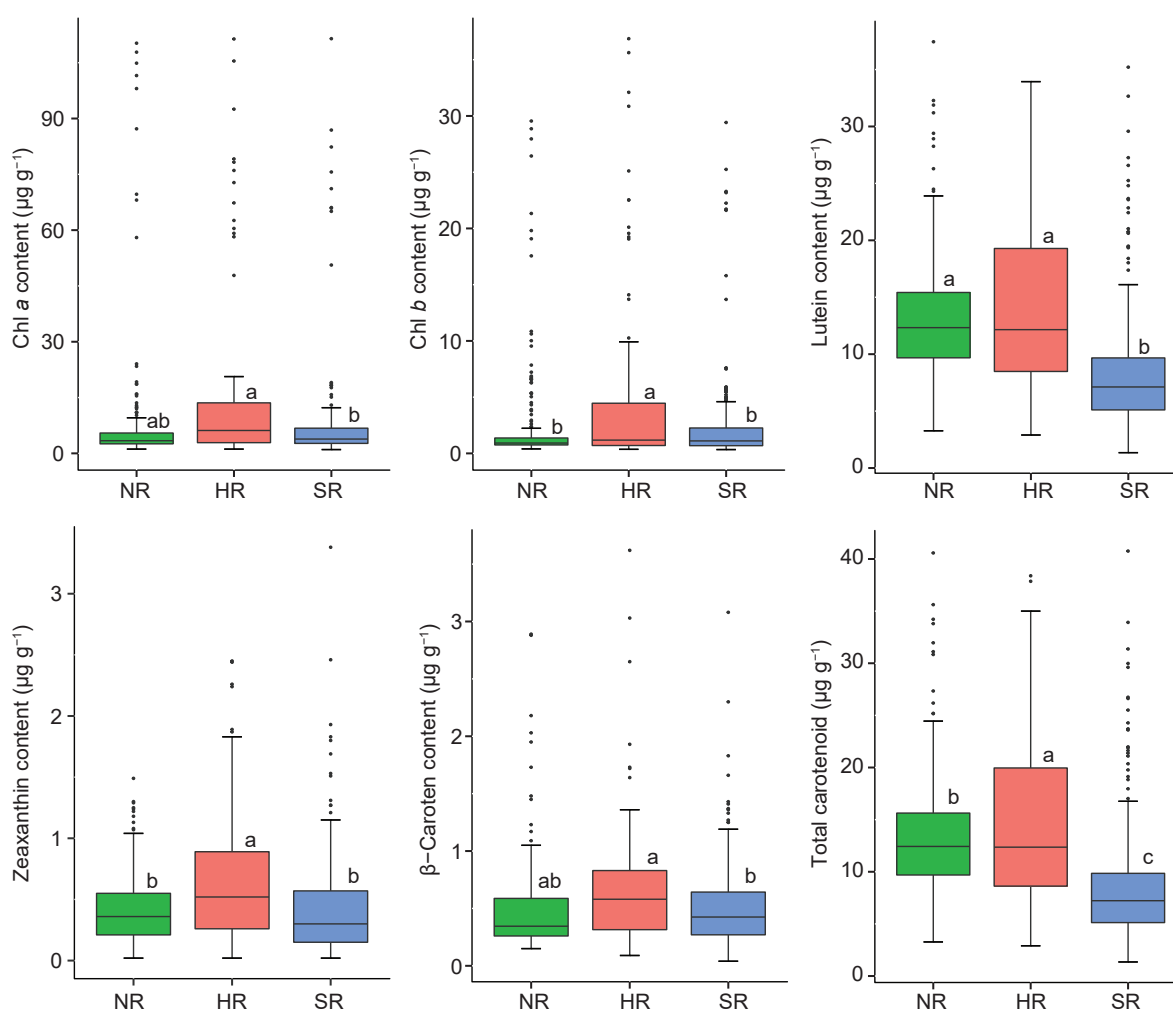 Chl a content (µg g⁻¹)
90
60
30
0
ab
a
b
NR HR SR
Chl b content (µg g⁻¹)
30
20
10
0
b
a
b
NR HR SR
Lutein content (µg g⁻¹)
30
20
10
0
a
a
b
NR HR SR
Zeaxanthin content (µg g⁻¹)
3
2
1
0
b
a
b
NR HR SR
β−Caroten content (µg g⁻¹)
3
2
1
0
ab
a
b
NR HR SR
Total carotenoid (µg g⁻¹)
40
30
20
10
0
b
a
c
NR HR SR